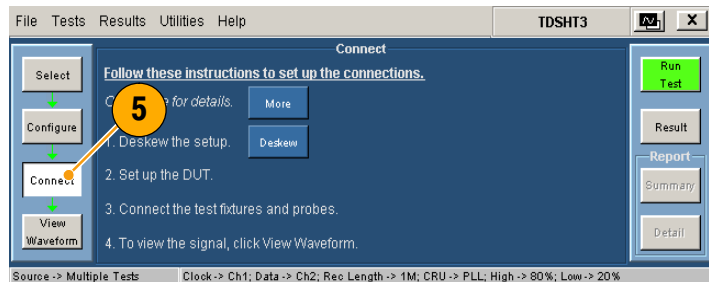 File Tests Results Utilities Help TDSHT3 X
Connect
Select
Configure
Connect
View
Waveform
Follow these instructions to set up the connections.
for details. More
1. Deskew the setup. Deskew
2. Set up the DUT.
3. Connect the test fixtures and probes.
4. To view the signal, click View Waveform.
5
Run
Test
Result
Report
Summary
Detail
Source -> Multiple Tests Clock -> Ch1; Data -> Ch2; Rec Length -> 1M; CRU -> PLL; High -> 80%; Low -> 20%